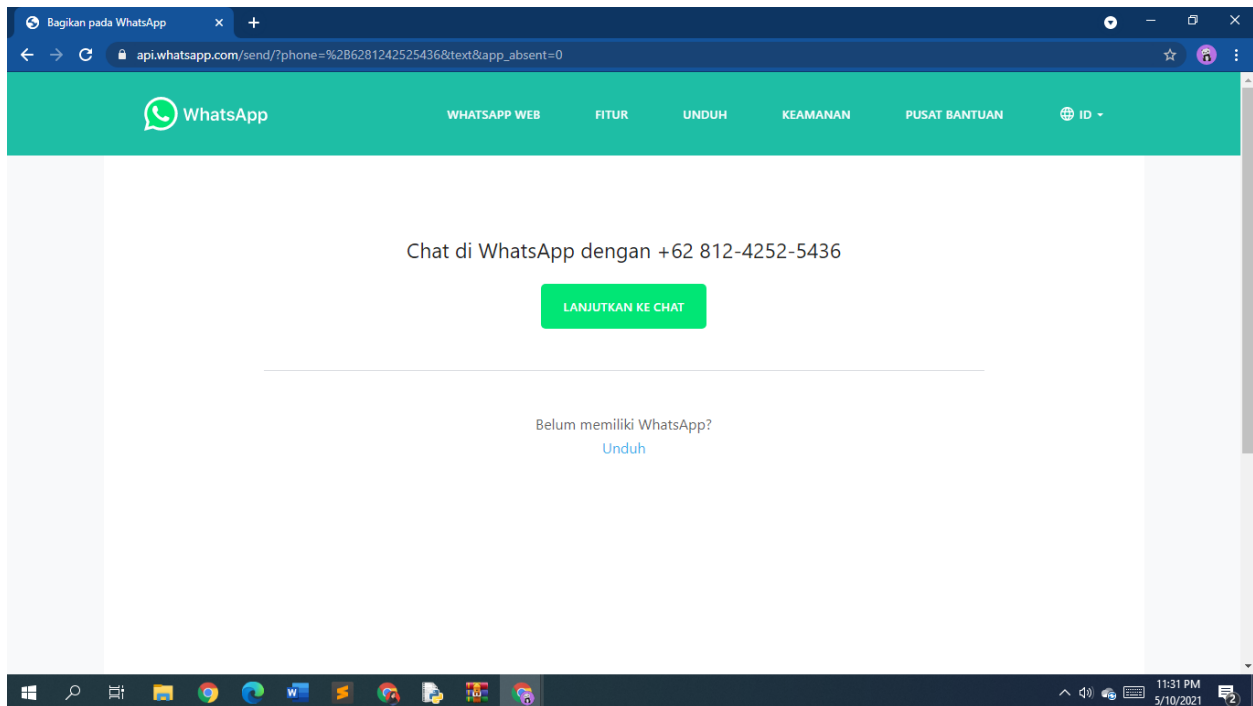 Bagikan pada WhatsApp
api.whatsapp.com/send/?phone=%2B6281242525436&text&app_absent=0
WhatsApp
WHATSAPP WEB FITUR UNDUH KEAMANAN PUSAT BANTUAN ID
Chat di WhatsApp dengan +62 812-4252-5436
LANJUTKAN KE CHAT
Belum memiliki WhatsApp?
Unduh
11:31 PM
5/10/2021
2